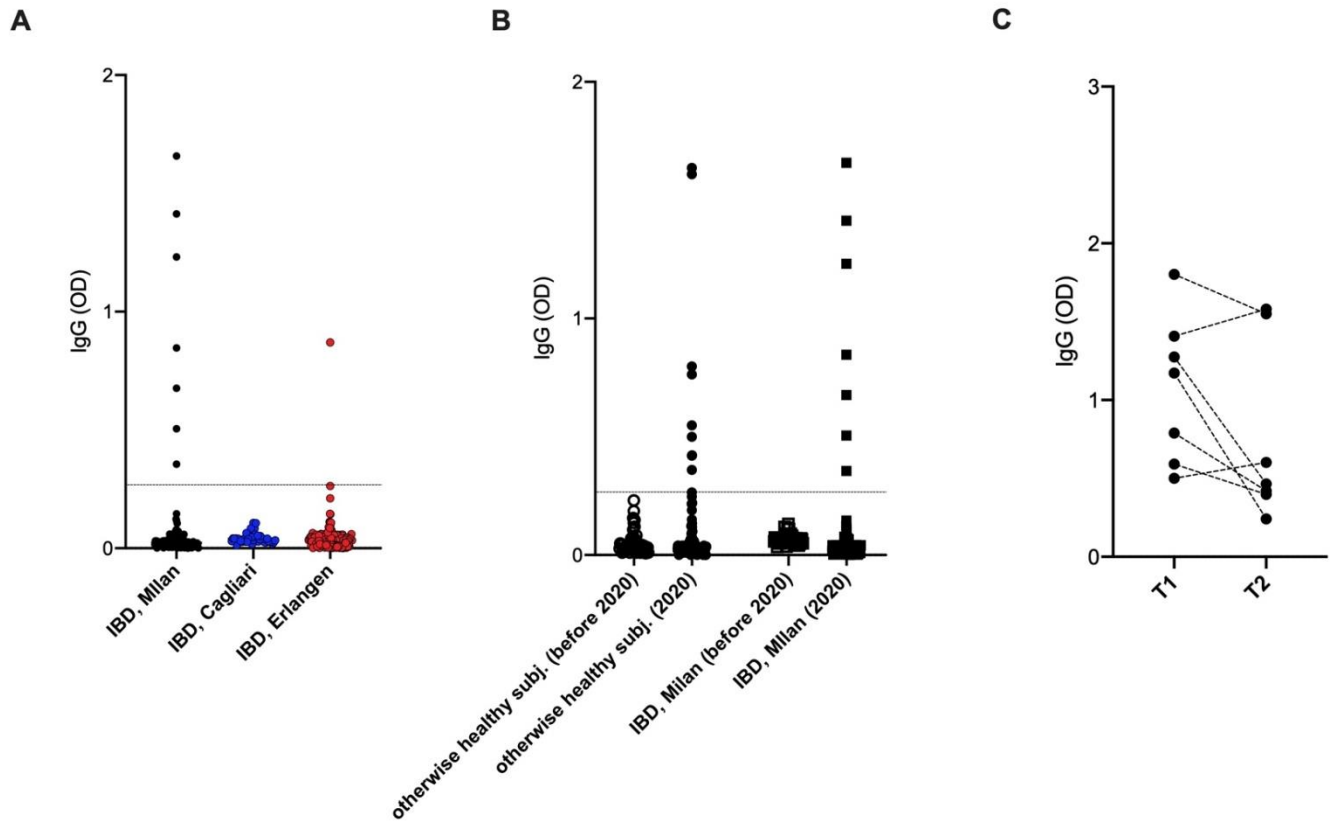 A
B
C
2
1
0
IgG (OD)
IBD, MIlan
IBD, Cagliari
IBD, Erlangen
2
1
0
IgG (OD)
otherwise healthy subj. (before 2020)
otherwise healthy subj. (2020)
IBD, Milan (before 2020)
IBD, MIlan (2020)
3
2
1
0
IgG (OD)
T1
T2